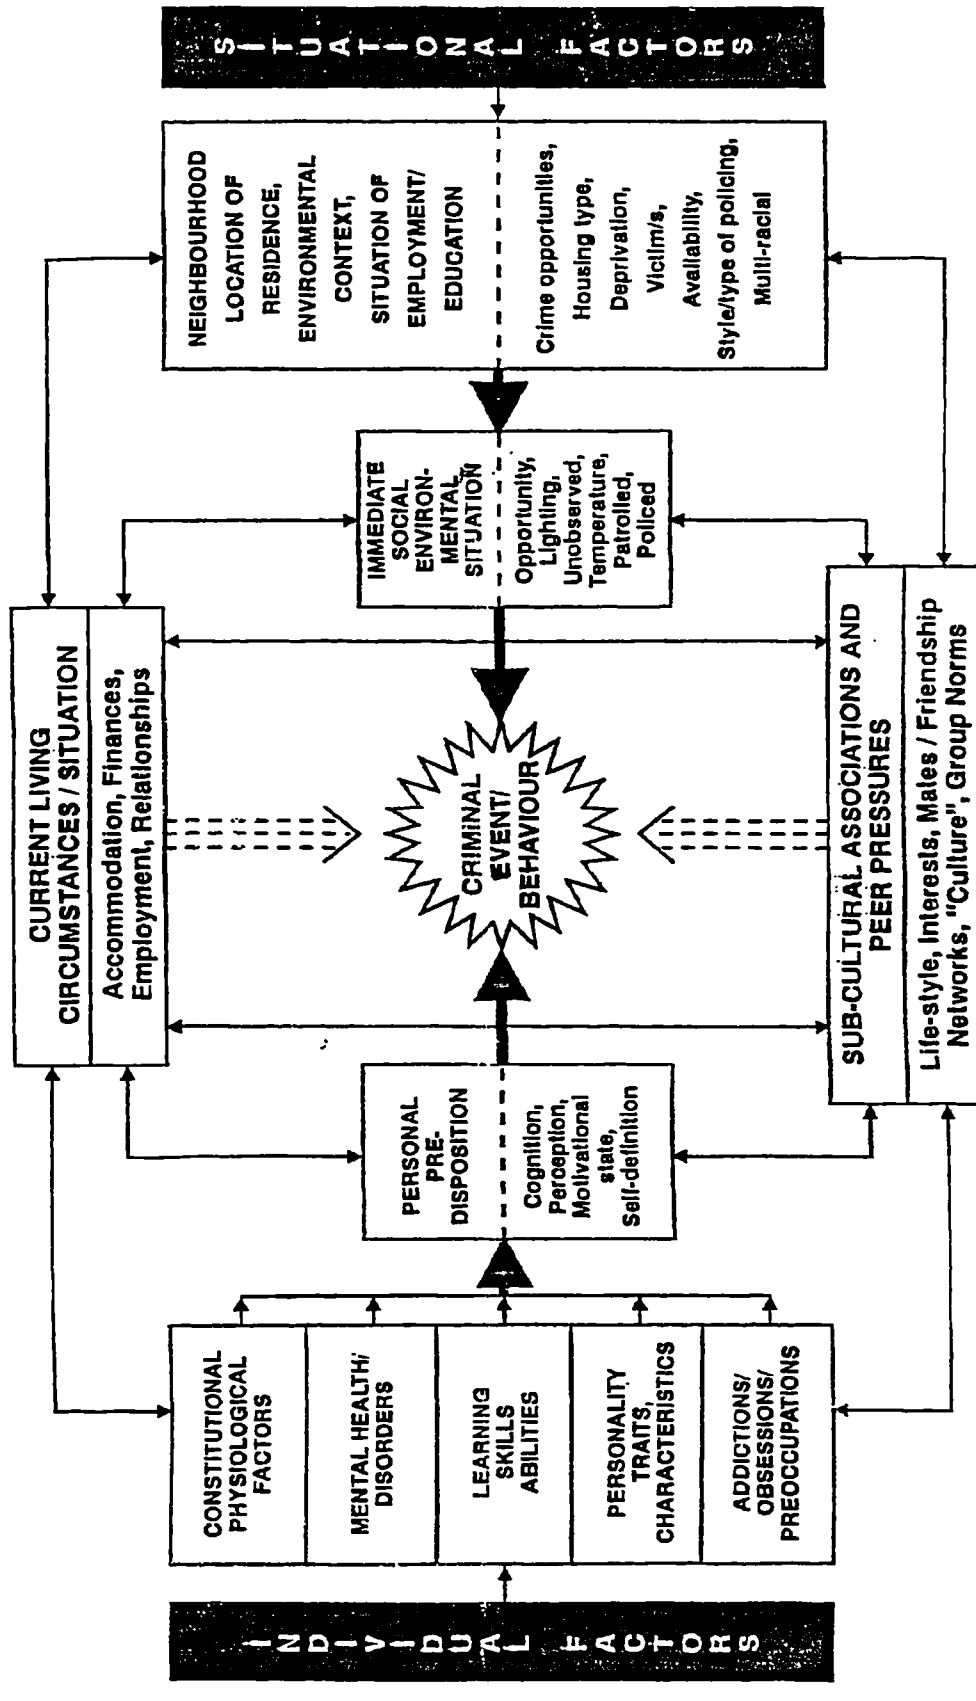 INDIVIDUAL FACTORS
CONSTITUTIONAL
PHYSIOLOGICAL
FACTORS
MENTAL HEALTH/
DISORDERS
LEARNING
SKILLS
ABILITIES
PERSONALITY
TRAITS,
CHARACTERISTICS
ADDICTIONS/
OBSESSIONS/
PREOCCUPATIONS
PERSONAL
PRE-
DISPOSITION
Cognition,
Perception,
Motivational
state,
Self-definition
CURRENT LIVING
CIRCUMSTANCES / SITUATION
Accommodation, Finances,
Employment, Relationships
CRIMINAL
EVENT/
BEHAVIOUR
SUB-CULTURAL ASSOCIATIONS AND
PEER PRESSURES
Life-style, Interests, Males / Friendship
Networks, "Culture", Group Norms
IMMEDIATE
SOCIAL
ENVIRON-
MENTAL
SITUATION
Opportunity,
Lighting,
Unobserved,
Temperature,
Patrolled,
Policed
NEIGHBOURHOOD
LOCATION OF
RESIDENCE,
ENVIRONMENTAL
CONTEXT,
SITUATION OF
EMPLOYMENT/
EDUCATION
Crime opportunities,
Housing type,
Deprivation,
Victim/s,
Availability,
Style/type of policing,
Multi-racial
SITUATIONAL FACTORS